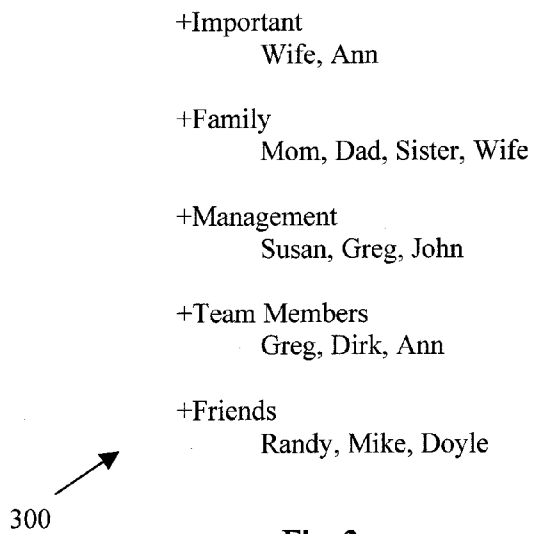 +Important
Wife, Ann
+Family
Mom, Dad, Sister, Wife
+Management
Susan, Greg, John
+Team Members
Greg, Dirk, Ann
+Friends
Randy, Mike, Doyle
300